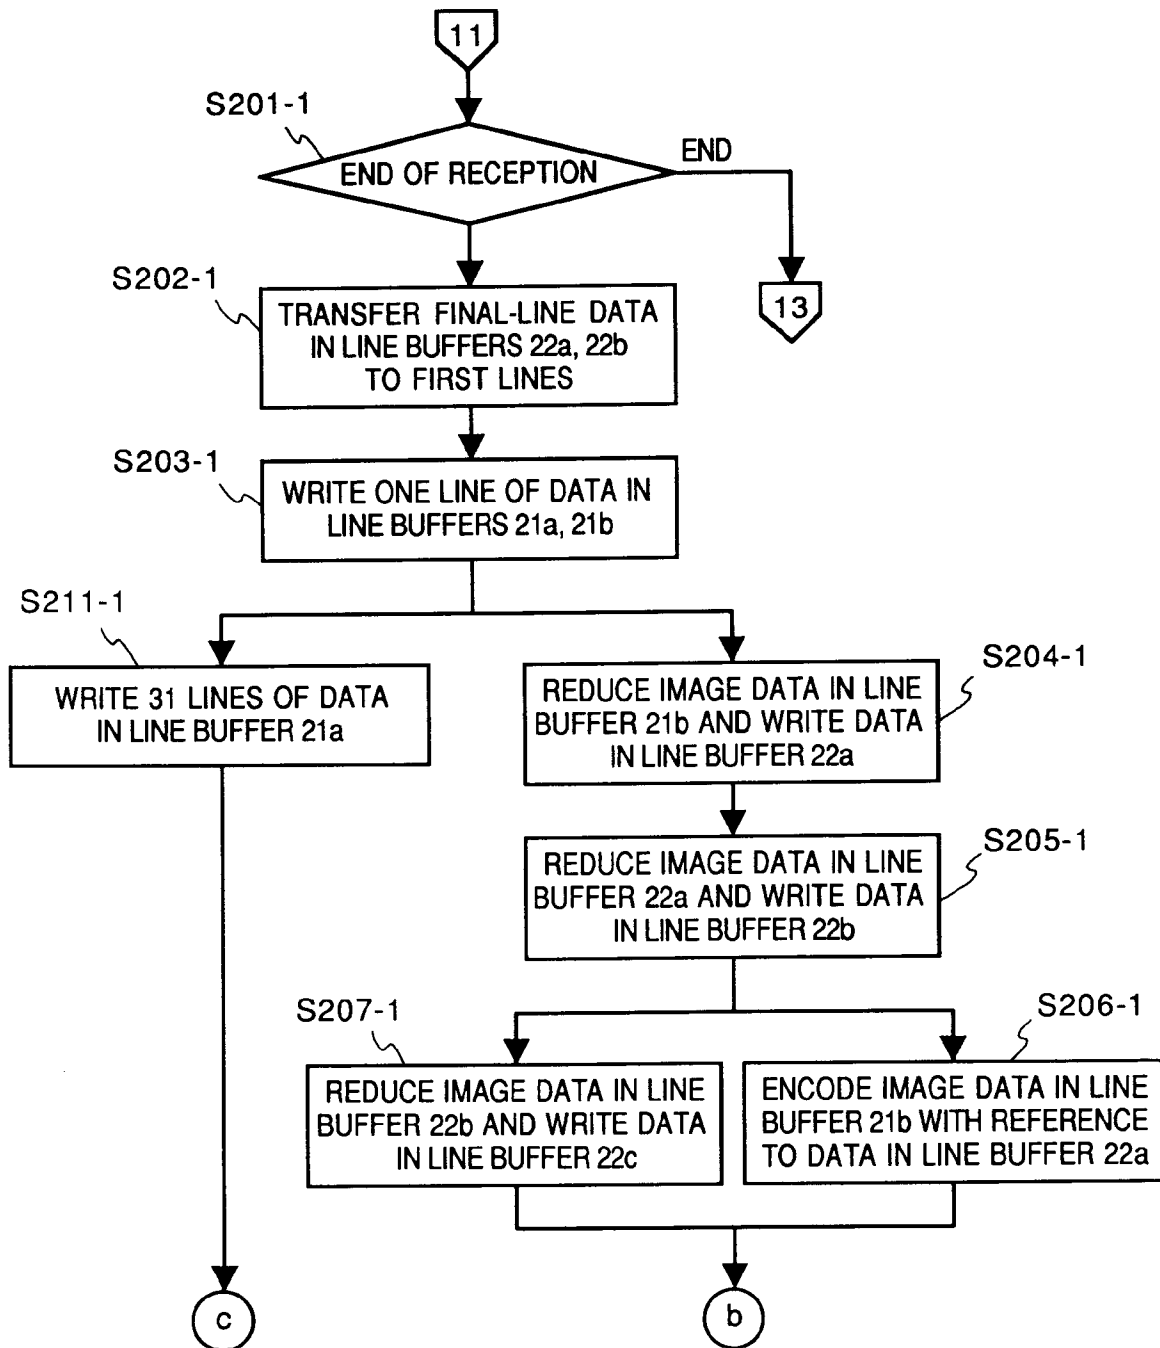 11
S201-1
END OF RECEPTION
END
13
S202-1
TRANSFER FINAL-LINE DATA
IN LINE BUFFERS 22a, 22b
TO FIRST LINES
S203-1
WRITE ONE LINE OF DATA IN
LINE BUFFERS 21a, 21b
S211-1
WRITE 31 LINES OF DATA
IN LINE BUFFER 21a
S204-1
REDUCE IMAGE DATA IN LINE
BUFFER 21b AND WRITE DATA
IN LINE BUFFER 22a
S205-1
REDUCE IMAGE DATA IN LINE
BUFFER 22a AND WRITE DATA
IN LINE BUFFER 22b
S207-1
REDUCE IMAGE DATA IN LINE
BUFFER 22b AND WRITE DATA
IN LINE BUFFER 22c
S206-1
ENCODE IMAGE DATA IN LINE
BUFFER 21b WITH REFERENCE
TO DATA IN LINE BUFFER 22a
c
b